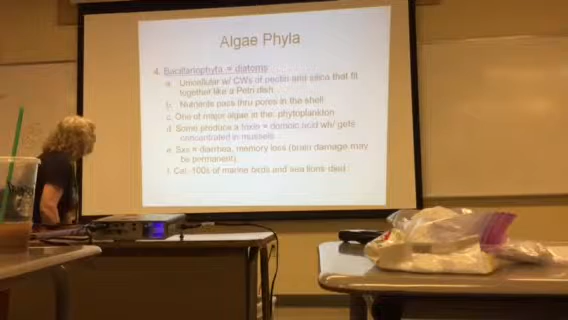 Algae Phyla
4. Bacillariophyta = diatoms
a. Unicellular w/ CWs of pectin and silica that fit
together like a Petri dish
b. Nutrients pass thru pores in the shell
c. One of major algae in the phytoplankton
d. Some produce a toxin = domoic acid wh/ gets
concentrated in mussels
e. Sxs = diarrhea, memory loss (brain damage may
be permanent)
f. Cal. 100s of marine birds and sea lions died